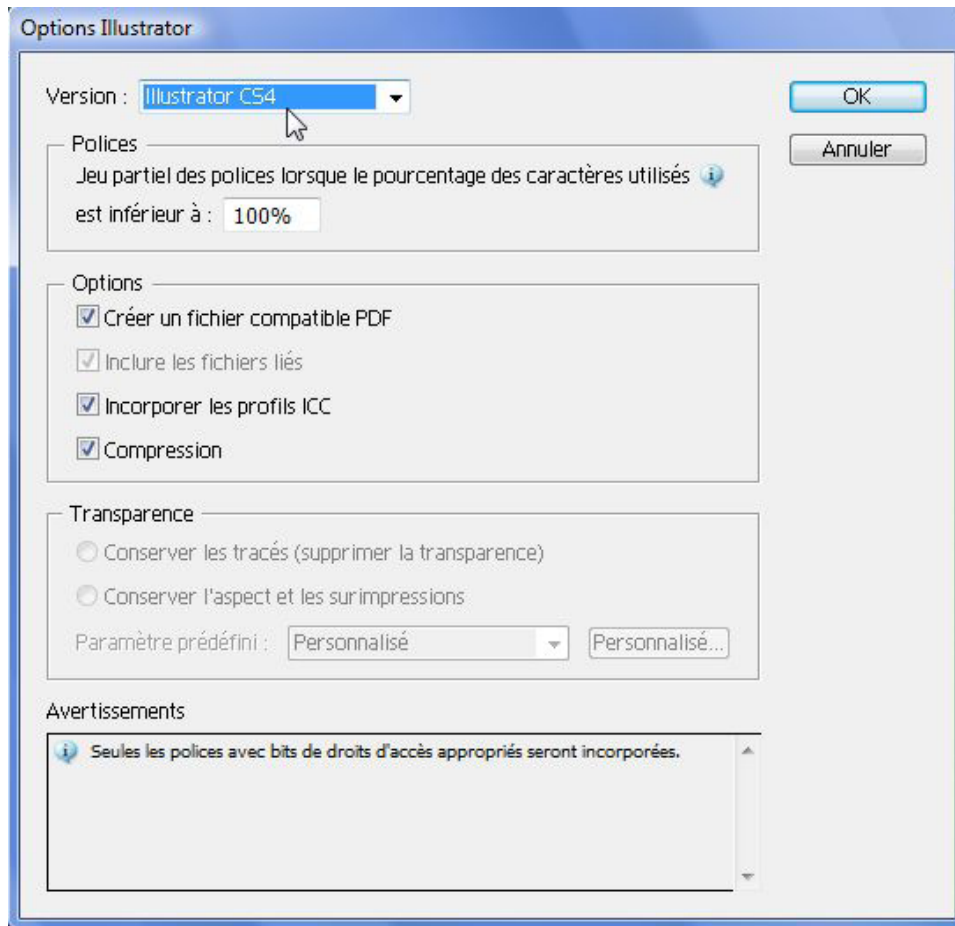 Options Illustrator
Version : Illustrator CS4
OK
Annuler
Polices
Jeu partiel des polices lorsque le pourcentage des caractères utilisés
est inférieur à : 100%
Options
Créer un fichier compatible PDF
Inclure les fichiers liés
Incorporer les profils ICC
Compression
Transparence
Conserver les tracés (supprimer la transparence)
Conserver l'aspect et les surimpressions
Paramètre prédéfini : Personnalisé Personnalisé...
Avertissements
Seules les polices avec bits de droits d'accès appropriés seront incorporées.